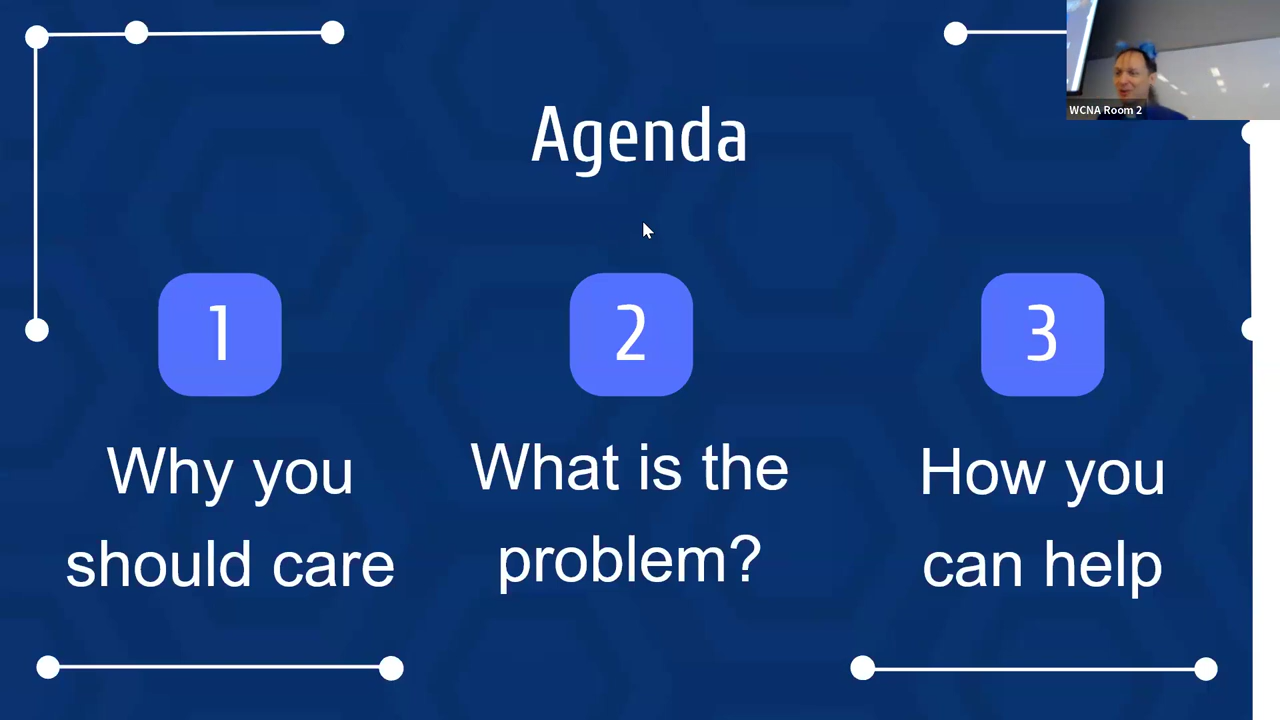 WCNA Room 2
Agenda
1
2
3
Why you
should care
What is the
problem?
How you
can help